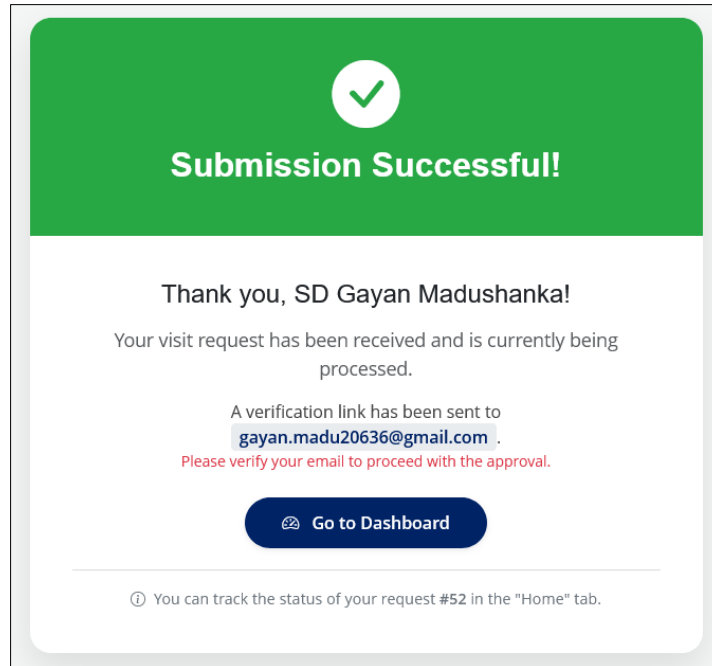 Submission Successful!
Thank you, SD Gayan Madushanka!
Your visit request has been received and is currently being
processed.
A verification link has been sent to
gayan.madu20636@gmail.com .
Please verify your email to proceed with the approval.
Go to Dashboard
You can track the status of your request #52 in the "Home" tab.